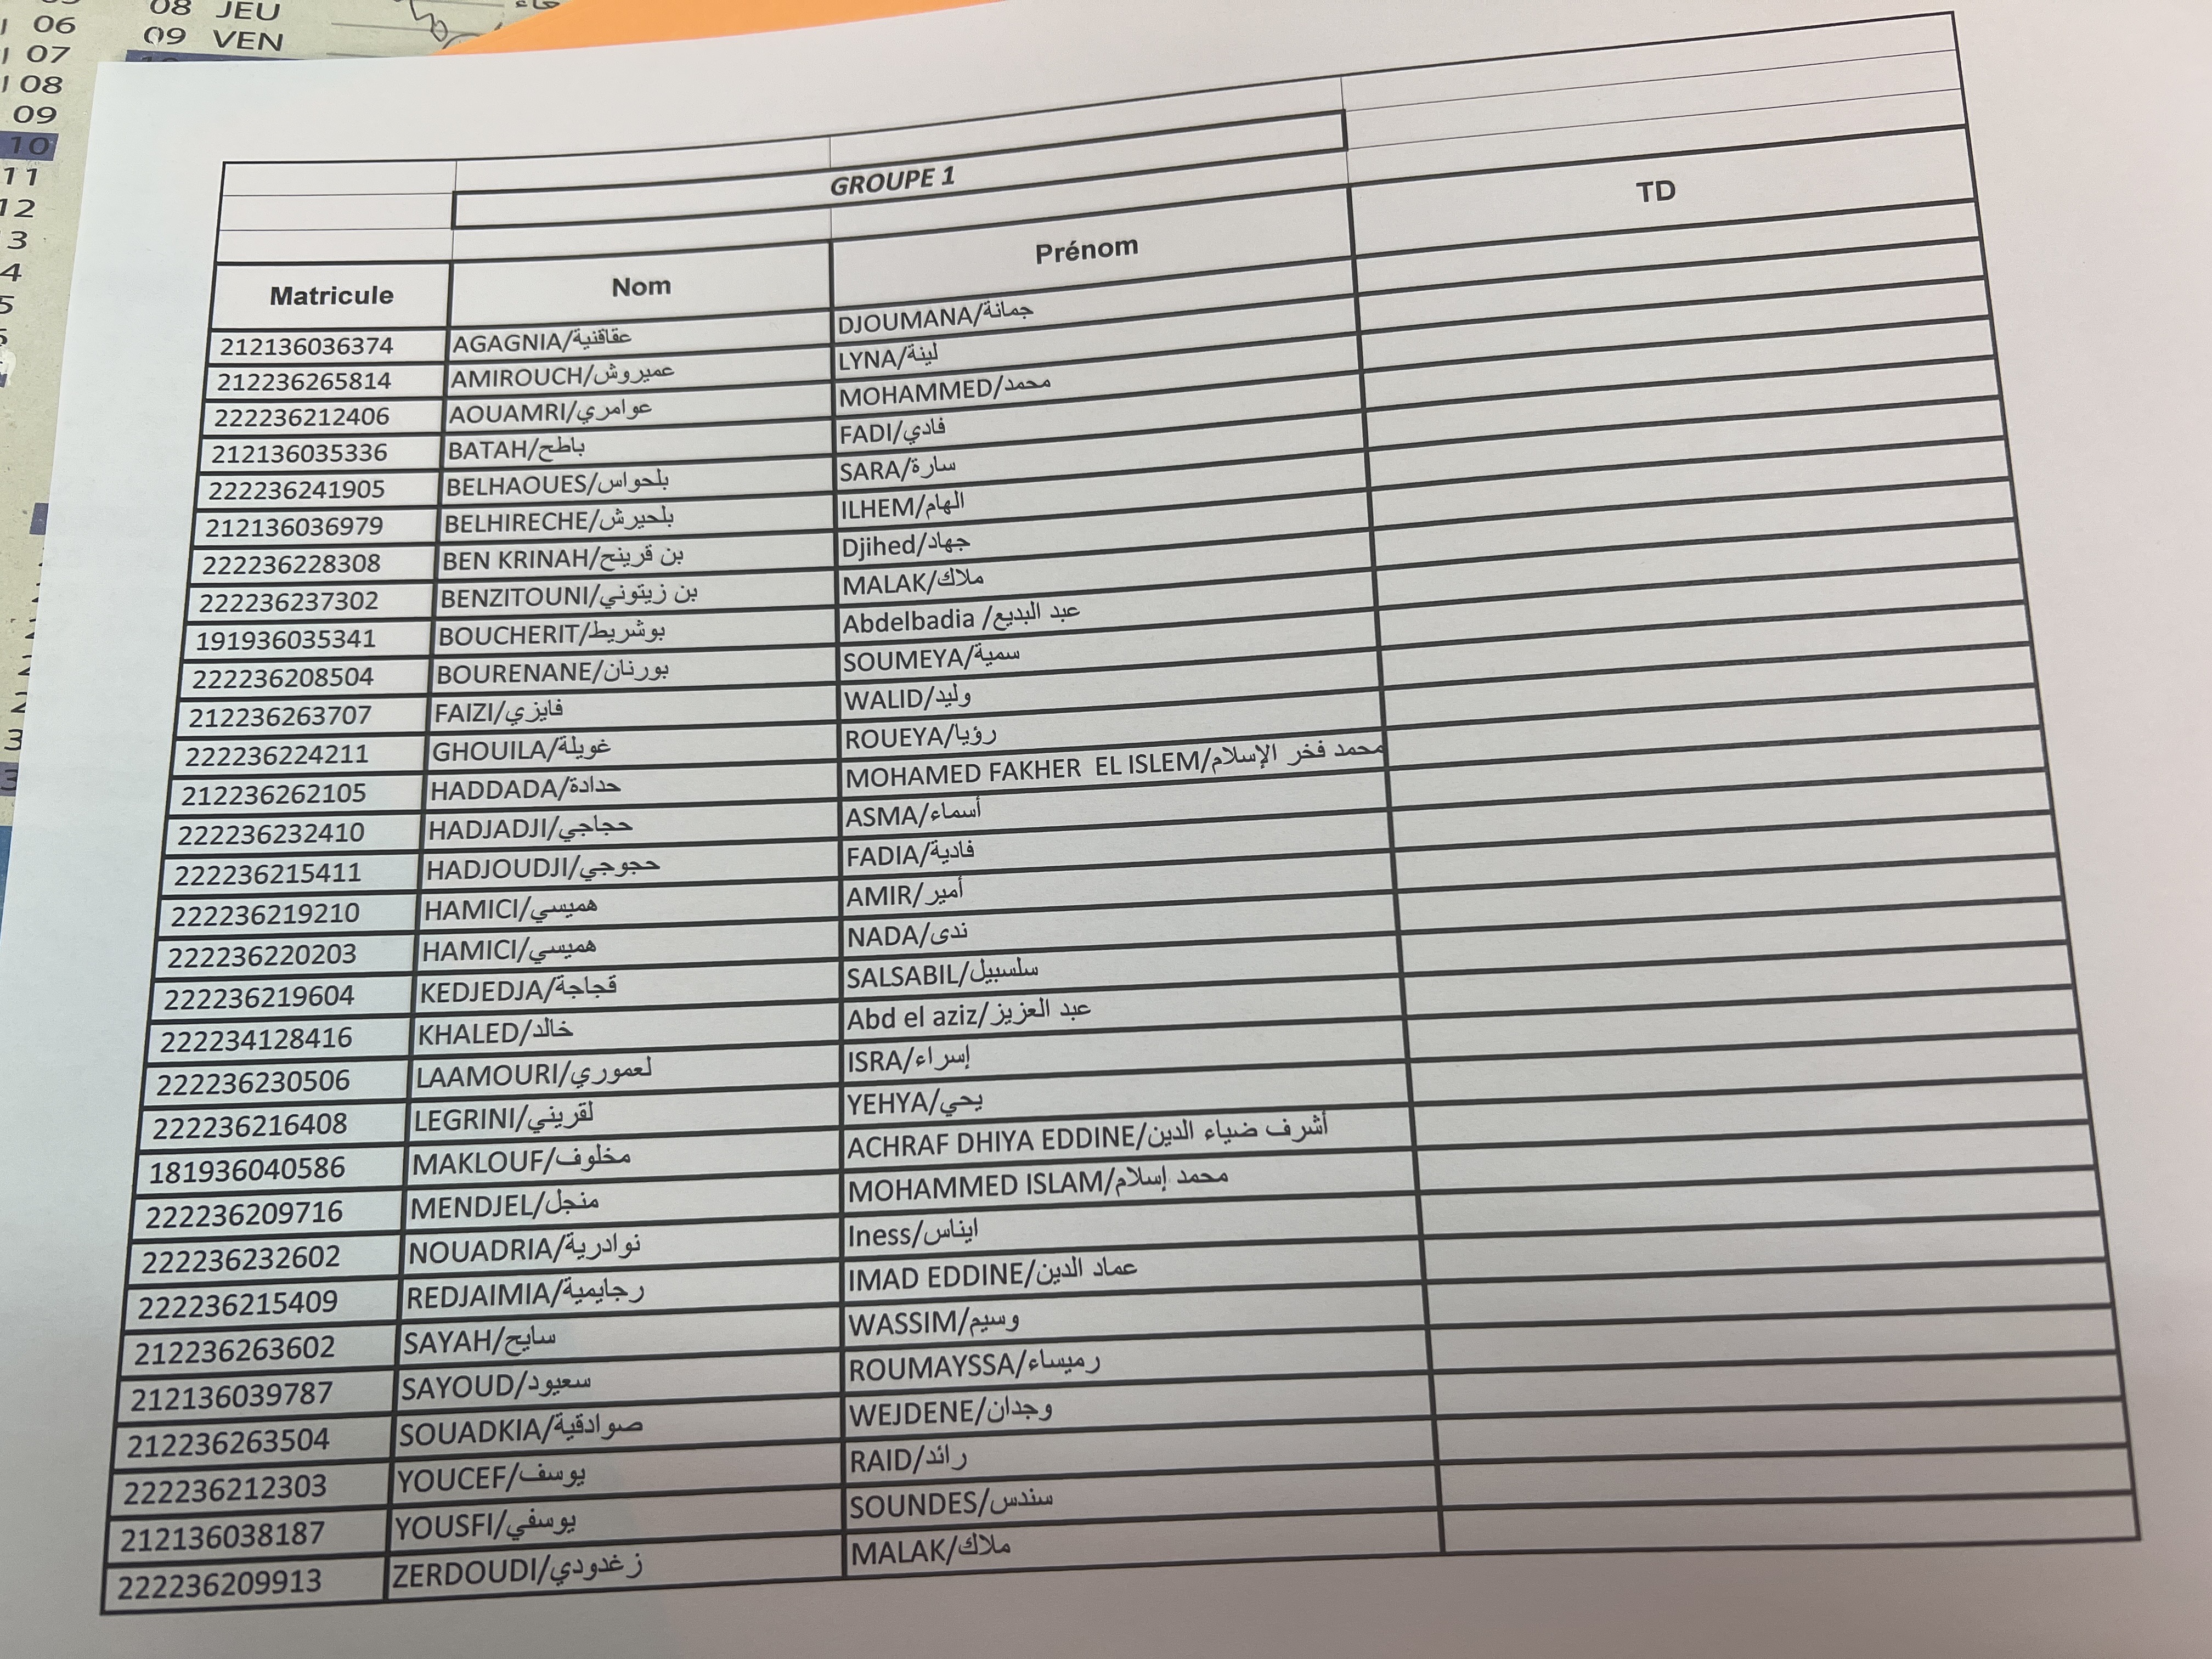 GROUPE 1
Matricule Nom Prénom TD
212136036374 AGAGNIA/عقاقنية DJOUMANA/جمانة
212236265814 AMIROUCH/عميروش LYNA/لينة
222236212406 AOUAMRI/عوامري MOHAMMED/محمد
212136035336 BATAH/باطح FADI/فادي
222236241905 BELHAOUES/بلحواس SARA/سارة
212136036979 BELHIRECHE/بلحيرش ILHEM/الهام
222236228308 BEN KRINAH/بن قرينح Djihed/جهاد
222236237302 BENZITOUNI/بن زيتوني MALAK/ملاك
191936035341 BOUCHERIT/بوشريط Abdelbadia /عبد البديع
222236208504 BOURENANE/بورنان SOUMEYA/سمية
212236263707 FAIZI/فايزي WALID/وليد
222236224211 GHOUILA/غويلة ROUEYA/رؤيا
212236262105 HADDADA/حدادة MOHAMED FAKHER EL ISLEM/محمد فخر الإسلام
222236232410 HADJADJI/حجاجي ASMA/أسماء
222236215411 HADJOUDJI/حجوجي FADIA/فادية
222236219210 HAMICI/هميسي AMIR/أمير
222236220203 HAMICI/هميسي NADA/ندى
222236219604 KEDJEDJA/قجاجة SALSABIL/سلسبيل
222234128416 KHALED/خالد Abd el aziz/عبد العزيز
222236230506 LAAMOURI/لعموري ISRA/إسراء
222236216408 LEGRINI/لقريني YEHYA/يحي
181936040586 MAKLOUF/مخلوف ACHRAF DHIYA EDDINE/أشرف ضياء الدين
222236209716 MENDJEL/منجل MOHAMMED ISLAM/محمد إسلام
222236232602 NOUADRIA/نوادرية Iness/ايناس
222236215409 REDJAIMIA/رجايمية IMAD EDDINE/عماد الدين
212236263602 SAYAH/سايح WASSIM/وسيم
212136039787 SAYOUD/سعيود ROUMAYSSA/رميساء
212236263504 SOUADKIA/صوادقية WEJDENE/وجدان
222236212303 YOUCEF/يوسف RAID/رائد
212136038187 YOUSFI/يوسفي SOUNDES/سندس
222236209913 ZERDOUDI/زغدودي MALAK/ملاك
08 JEU
09 VEN
06
07
08
09
10
11
12